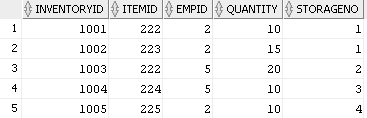 INVENTORYID ITEMID EMPID QUANTITY STORAGENO
1 1001 222 2 10 1
2 1002 223 2 15 1
3 1003 222 5 20 2
4 1004 224 5 10 3
5 1005 225 2 10 4